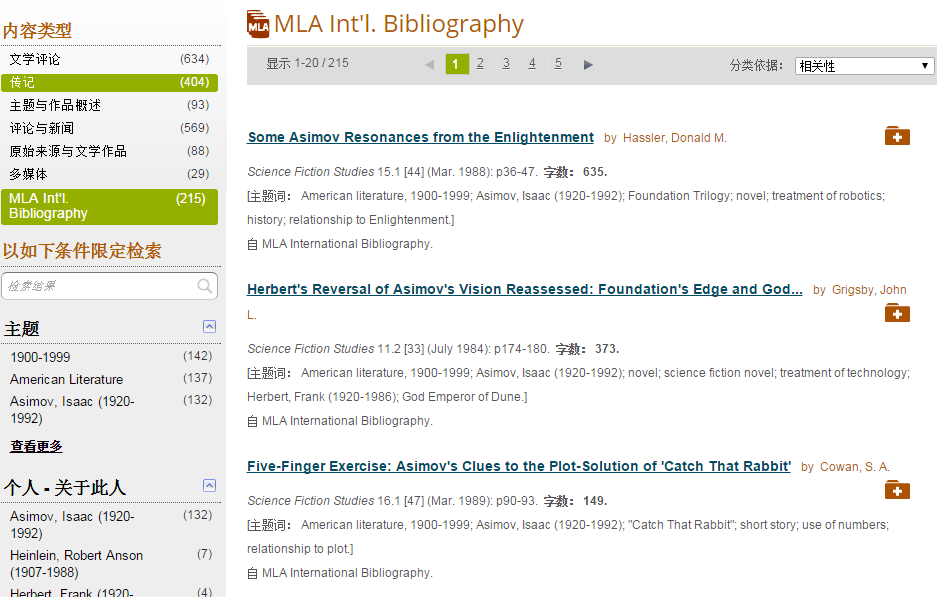 内容类型
文学评论 (634)
传记 (404)
主题与作品概述 (93)
评论与新闻 (569)
原始来源与文学作品 (88)
多媒体 (29)
MLA Int'l. (215)
Bibliography
以如下条件限定检索
检索结果
主题
1900-1999 (142)
American Literature (137)
Asimov, Isaac (1920- (132)
1992)
查看更多
个人 - 关于此人
Asimov, Isaac (1920- (132)
1992)
Heinlein, Robert Anson (7)
(1907-1988)
Herbert, Frank (1920- (4)
MLA MLA Int'l. Bibliography
显示 1-20 / 215 1 2 3 4 5 分类依据： 相关性
Some Asimov Resonances from the Enlightenment by Hassler, Donald M.
Science Fiction Studies 15.1 [44] (Mar. 1988): p36-47. 字数： 635.
[主题词： American literature, 1900-1999; Asimov, Isaac (1920-1992); Foundation Trilogy; novel; treatment of robotics;
history; relationship to Enlightenment.]
自 MLA International Bibliography.
Herbert's Reversal of Asimov's Vision Reassessed: Foundation's Edge and God... by Grigsby, John
L.
Science Fiction Studies 11.2 [33] (July 1984): p174-180. 字数： 373.
[主题词： American literature, 1900-1999; Asimov, Isaac (1920-1992); novel; science fiction novel; treatment of technology;
Herbert, Frank (1920-1986); God Emperor of Dune.]
自 MLA International Bibliography.
Five-Finger Exercise: Asimov's Clues to the Plot-Solution of 'Catch That Rabbit' by Cowan, S. A.
Science Fiction Studies 16.1 [47] (Mar. 1989): p90-93. 字数： 149.
[主题词： American literature, 1900-1999; Asimov, Isaac (1920-1992); "Catch That Rabbit"; short story; use of numbers;
relationship to plot.]
自 MLA International Bibliography.